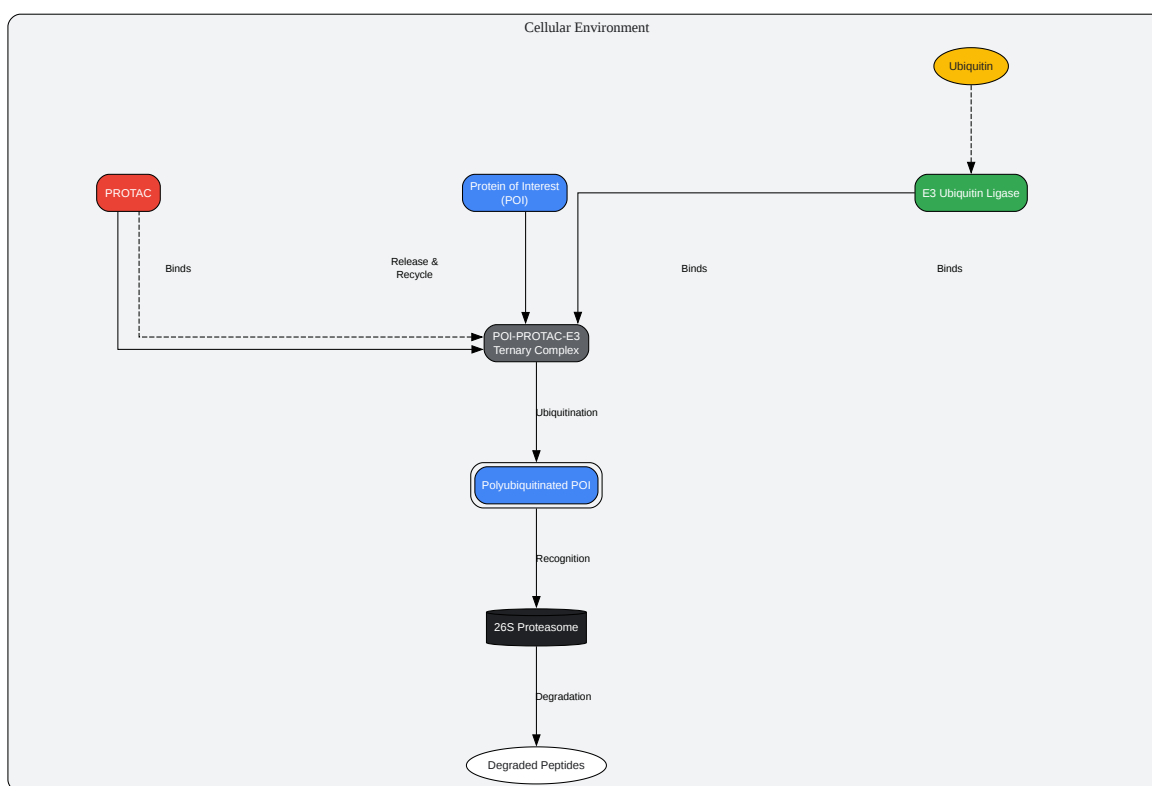 Cellular Environment
Ubiquitin
PROTAC
Protein of Interest
(POI)
E3 Ubiquitin Ligase
Binds
Release &
Recycle
Binds
Binds
POI-PROTAC-E3
Ternary Complex
Ubiquitination
Polyubiquitinated POI
Recognition
26S Proteasome
Degradation
Degraded Peptides